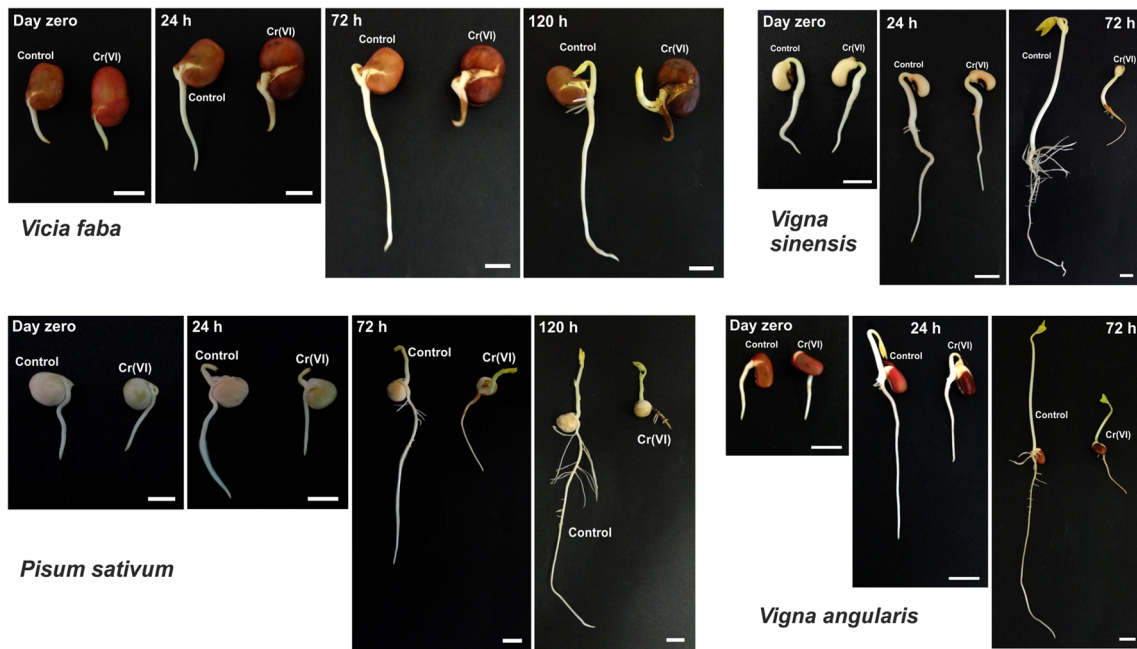 Day zero
Control
Cr(VI)
24 h
Control
Cr(VI)
72 h
Control
Cr(VI)
120 h
Control
Cr(VI)
Vicia faba
Day zero
Control
Cr(VI)
24 h
Control
Cr(VI)
72 h
Control
Cr(VI)
Vigna
sinensis
Day zero
Control
Cr(VI)
24 h
Control
Cr(VI)
72 h
Control
Cr(VI)
120 h
Control
Cr(VI)
Pisum sativum
Day zero
Control
Cr(VI)
24 h
Control
Cr(VI)
72 h
Control
Cr(VI)
Vigna angularis